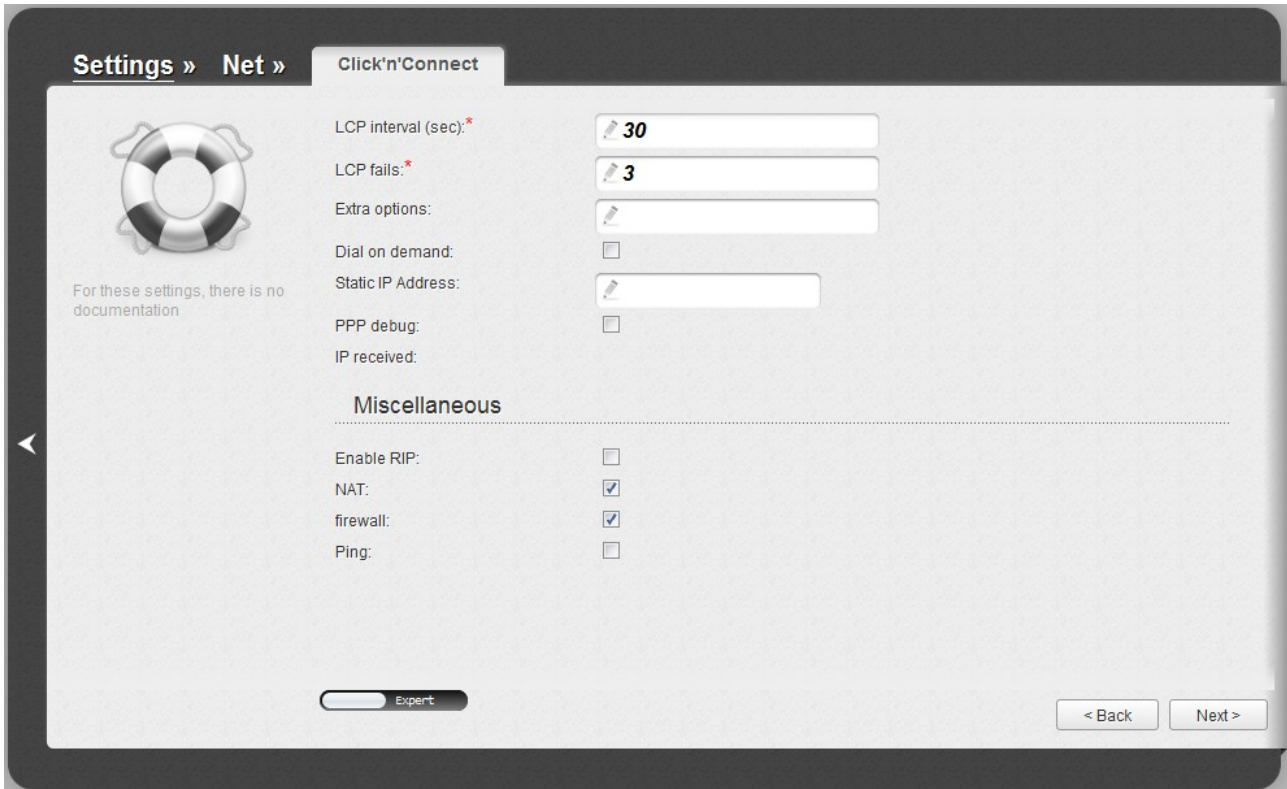 Settings » Net » Click'n'Connect
For these settings, there is no
documentation
LCP interval (sec):* 30
LCP fails:* 3
Extra options:
Dial on demand:
Static IP Address:
PPP debug:
IP received:
Miscellaneous
Enable RIP:
NAT:
firewall:
Ping:
Expert
< Back Next >